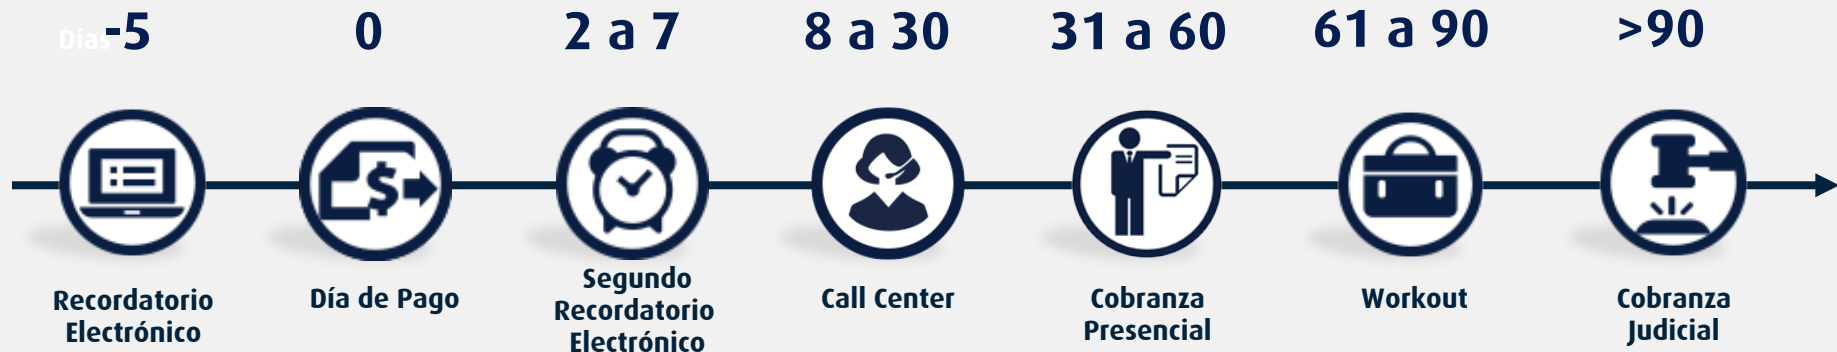 Días -5 0 2 a 7 8 a 30 31 a 60 61 a 90 >90
$
Recordatorio
Electrónico
Día de Pago
Segundo
Recordatorio
Electrónico
Call Center
Cobranza
Presencial
Workout
Cobranza
Judicial